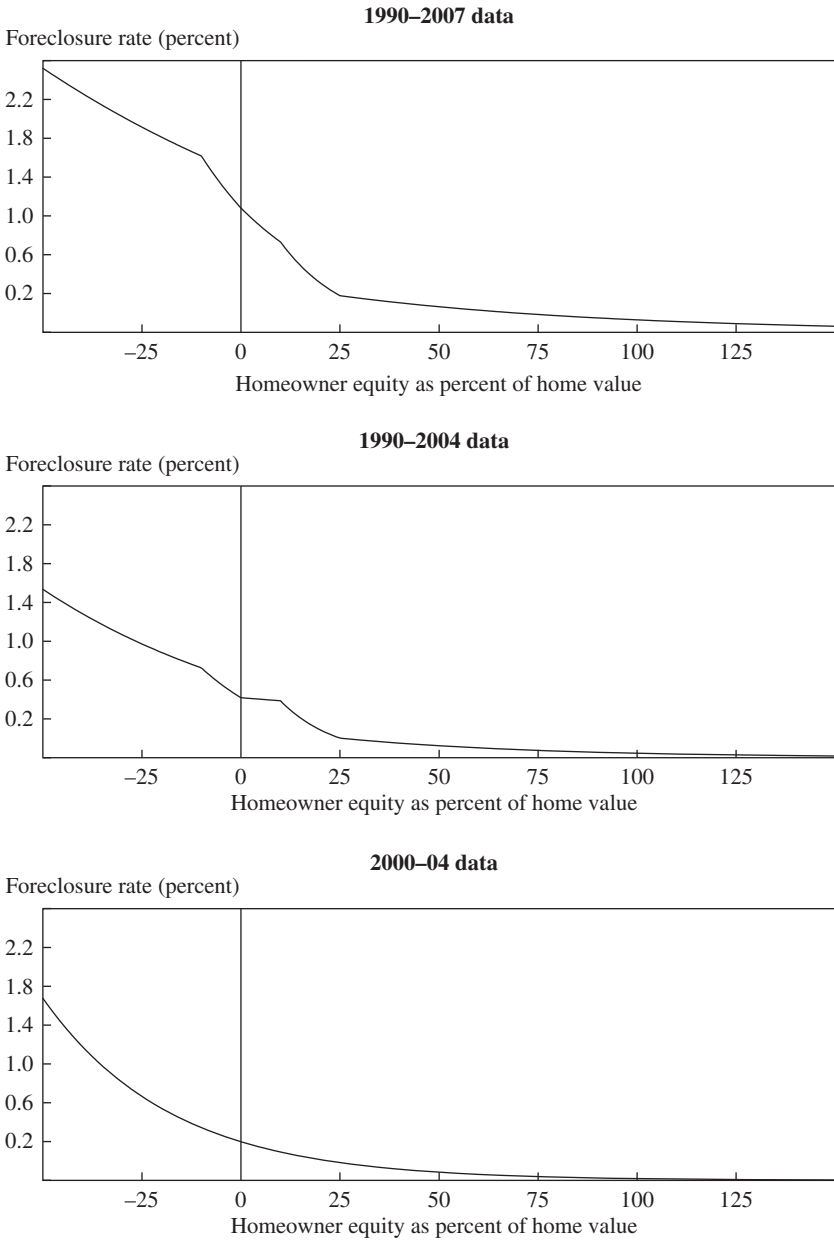 1990–2007 data
Foreclosure rate (percent)
2.2
1.8
1.4
1.0
0.6
0.2
–25 0 25 50 75 100 125
Homeowner equity as percent of home value
1990–2004 data
Foreclosure rate (percent)
2.2
1.8
1.4
1.0
0.6
0.2
–25 0 25 50 75 100 125
Homeowner equity as percent of home value
2000–04 data
Foreclosure rate (percent)
2.2
1.8
1.4
1.0
0.6
0.2
–25 0 25 50 75 100 125
Homeowner equity as percent of home value